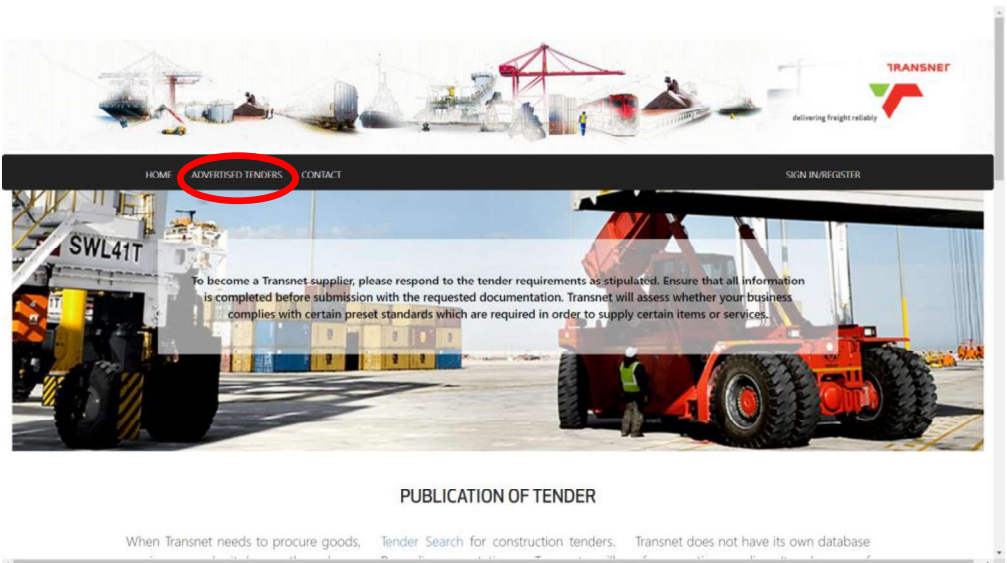 TRANSNET
delivering freight reliably
HOME ADVERTISED TENDERS CONTACT SIGN IN/REGISTER
SWL41T
To become a Transnet supplier, please respond to the tender requirements as stipulated. Ensure that all information
is completed before submission with the requested documentation. Transnet will assess whether your business
complies with certain preset standards which are required in order to supply certain items or services.
PUBLICATION OF TENDER
When Transnet needs to procure goods, Tender Search for construction tenders. Transnet does not have its own database